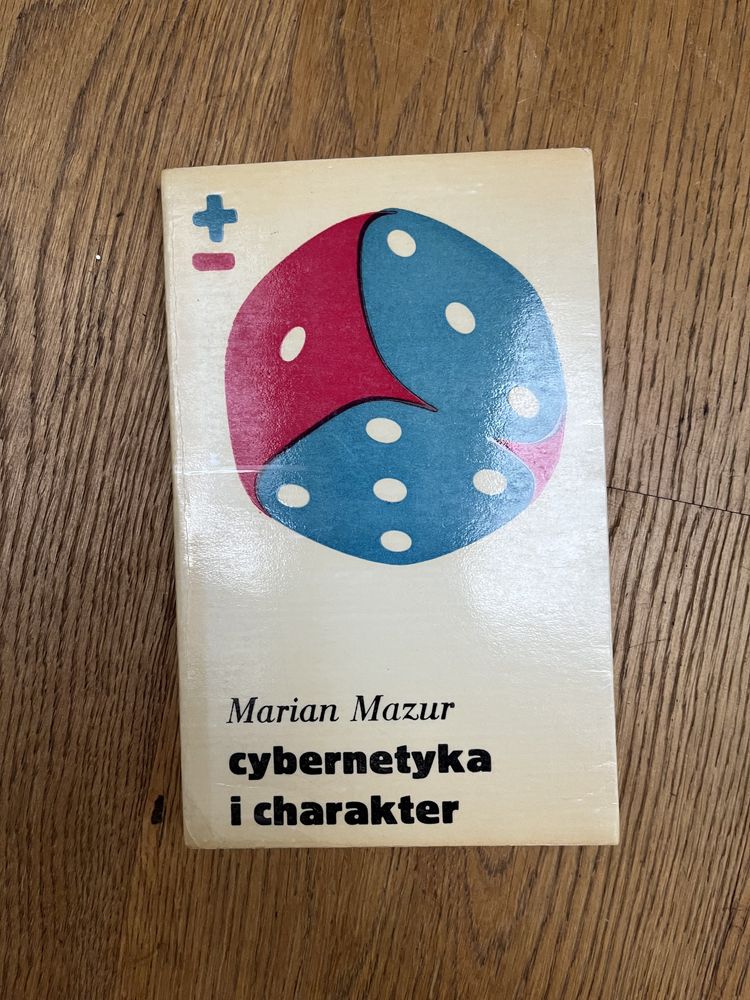 +
-
Marian Mazur
cybernetyka
i charakter